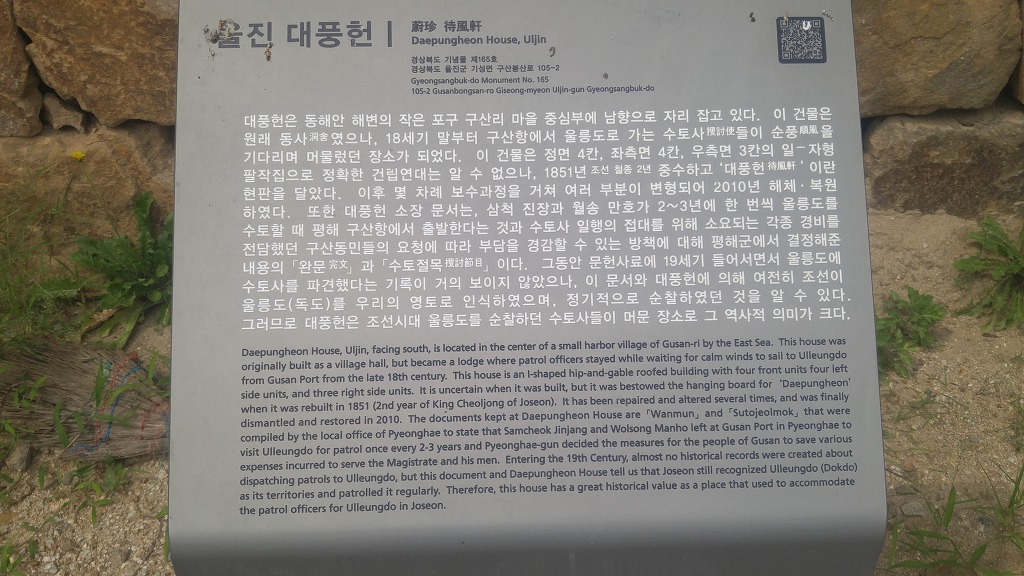 울진 대풍헌
蔚珍 待風軒
Daepungheon House, Uljin
경상북도 기념물 제165호
경상북도 울진군 기성면 구산봉산로 105-2
Gyeongsangbuk-do Monument No. 165
105-2 Gusanbongsan-ro Giseong-myeon Uljin-gun Gyeongsangbuk-do
대풍헌은 동해안 해변의 작은 포구 구산리 마을 중심부에 남향으로 자리 잡고 있다. 이 건물은
원래 동사洞舍였으나, 18세기 말부터 구산항에서 울릉도로 가는 수토사搜討使들이 순풍順風을
기다리며 머물렀던 장소가 되었다. 이 건물은 정면 4칸, 좌측면 4칸, 우측면 3칸의 일一자형
팔작집으로 정확한 건립연대는 알 수 없으나, 1851년조선 철종 2년 중수하고 '대풍헌待風軒' 이란
현판을 달았다. 이후 몇 차례 보수과정을 거쳐 여러 부분이 변형되어 2010년 해체·복원
하였다. 또한 대풍헌 소장 문서는, 삼척 진장과 월송 만호가 2~3년에 한 번씩 울릉도를
수토할 때 평해 구산항에서 출발한다는 것과 수토사 일행의 접대를 위해 소요되는 각종 경비를
전담했던 구산동민들의 요청에 따라 부담을 경감할 수 있는 방책에 대해 평해군에서 결정해준
내용의 「완문完文」과 「수토절목搜討節目」이다. 그동안 문헌사료에 19세기 들어서면서 울릉도에
수토사를 파견했다는 기록이 거의 보이지 않았으나, 이 문서와 대풍헌에 의해 여전히 조선이
울릉도(독도)를 우리의 영토로 인식하였으며, 정기적으로 순찰하였던 것을 알 수 있다.
그러므로 대풍헌은 조선시대 울릉도를 순찰하던 수토사들이 머문 장소로 그 역사적 의미가 크다.
Daepungheon House, Uljin, facing south, is located in the center of a small harbor village of Gusan-ri by the East Sea. This house was
originally built as a village hall, but became a lodge where patrol officers stayed while waiting for calm winds to sail to Ulleungdo
from Gusan Port from the late 18th century. This house is an l-shaped hip-and-gable roofed building with four front units four left
side units, and three right side units. It is uncertain when it was built, but it was bestowed the hanging board for 'Daepungheon'
when it was rebuilt in 1851 (2nd year of King Cheoljong of Joseon). It has been repaired and altered several times, and was finally
dismantled and restored in 2010. The documents kept at Daepungheon House are 「Wanmun」 and 「Sutojeolmok」 that were
compiled by the local office of Pyeonghae to state that Samcheok Jinjang and Wolsong Manho left at Gusan Port in Pyeonghae to
visit Ulleungdo for patrol once every 2-3 years and Pyeonghae-gun decided the measures for the people of Gusan to save various
expenses incurred to serve the Magistrate and his men. Entering the 19th Century, almost no historical records were created about
dispatching patrols to Ulleungdo, but this document and Daepungheon House tell us that Joseon still recognized Ulleungdo (Dokdo)
as its territories and patrolled it regularly. Therefore, this house has a great historical value as a place that used to accommodate
the patrol officers for Ulleungdo in Joseon.